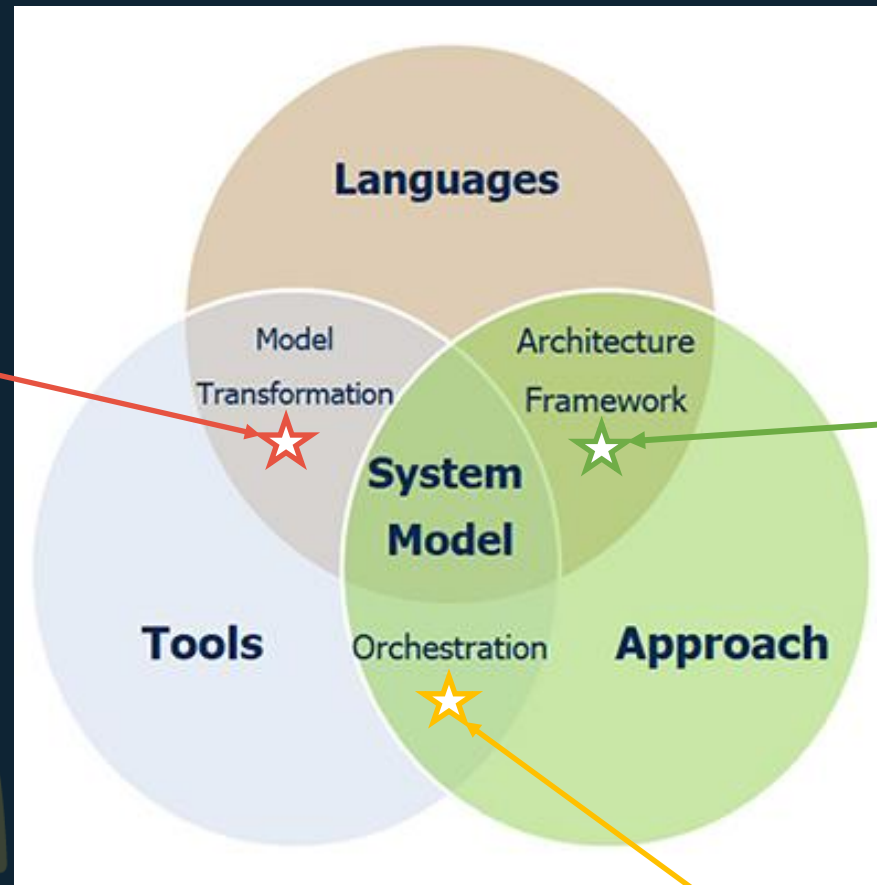 Languages
Model
Transformation
Architecture
Framework
System
Model
Tools
Orchestration
Approach